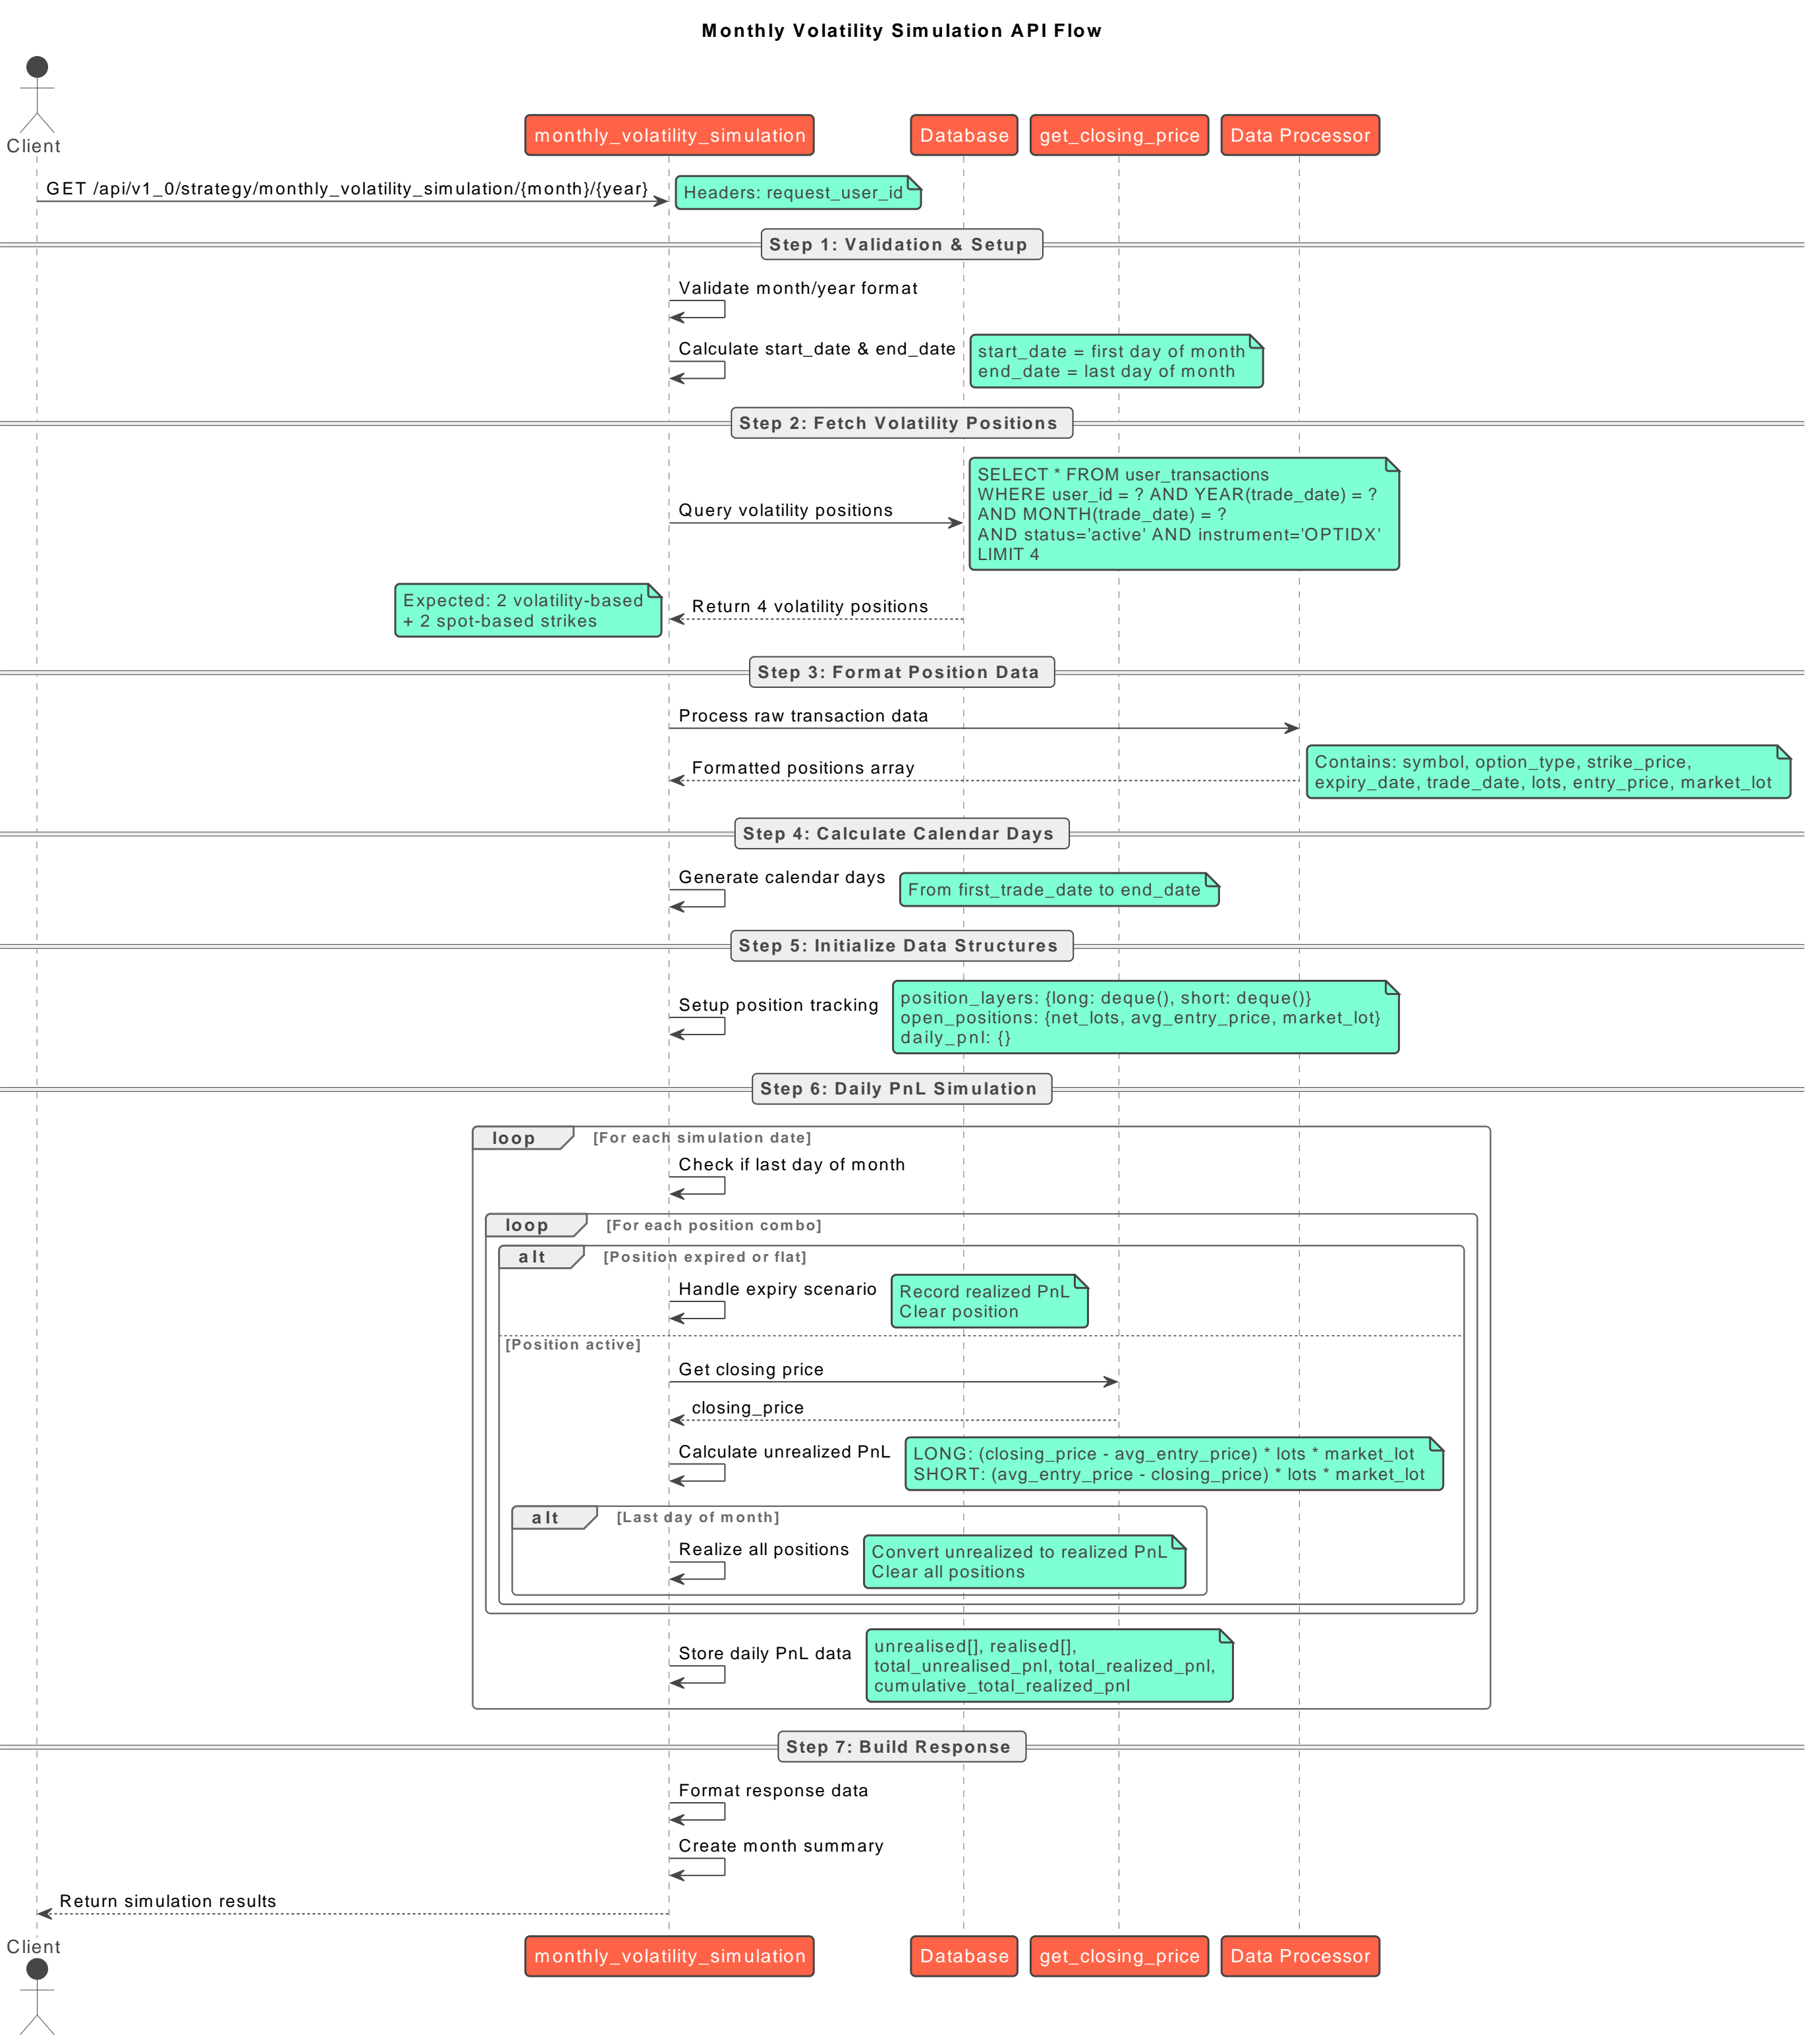 Monthly Volatility Simulation API Flow
Client
monthly_volatility_simulation
Database
get_closing_price
Data Processor
GET /api/v1_0/strategy/monthly_volatility_simulation/{month}/{year}
Headers: request_user_id
Step 1: Validation & Setup
Validate month/year format
Calculate start_date & end_date
start_date = first day of month
end_date = last day of month
Step 2: Fetch Volatility Positions
Query volatility positions
SELECT * FROM user_transactions
WHERE user_id = ? AND YEAR(trade_date) = ?
AND MONTH(trade_date) = ?
AND status='active' AND instrument='OPTIDX'
LIMIT 4
Return 4 volatility positions
Expected: 2 volatility-based
+ 2 spot-based strikes
Step 3: Format Position Data
Process raw transaction data
Formatted positions array
Contains: symbol, option_type, strike_price,
expiry_date, trade_date, lots, entry_price, market_lot
Step 4: Calculate Calendar Days
Generate calendar days
From first_trade_date to end_date
Step 5: Initialize Data Structures
Setup position tracking
position_layers: {long: deque(), short: deque()}
open_positions: {net_lots, avg_entry_price, market_lot}
daily_pnl: {}
Step 6: Daily PnL Simulation
loop
[For each simulation date]
Check if last day of month
loop
[For each position combo]
alt
[Position expired or flat]
Handle expiry scenario
Record realized PnL
Clear position
[Position active]
Get closing price
closing_price
Calculate unrealized PnL
LONG: (closing_price - avg_entry_price) * lots * market_lot
SHORT: (avg_entry_price - closing_price) * lots * market_lot
alt
[Last day of month]
Realize all positions
Convert unrealized to realized PnL
Clear all positions
Store daily PnL data
unrealised[], realised[],
total_unrealised_pnl, total_realized_pnl,
cumulative_total_realized_pnl
Step 7: Build Response
Format response data
Create month summary
Return simulation results
Client
monthly_volatility_simulation
Database
get_closing_price
Data Processor